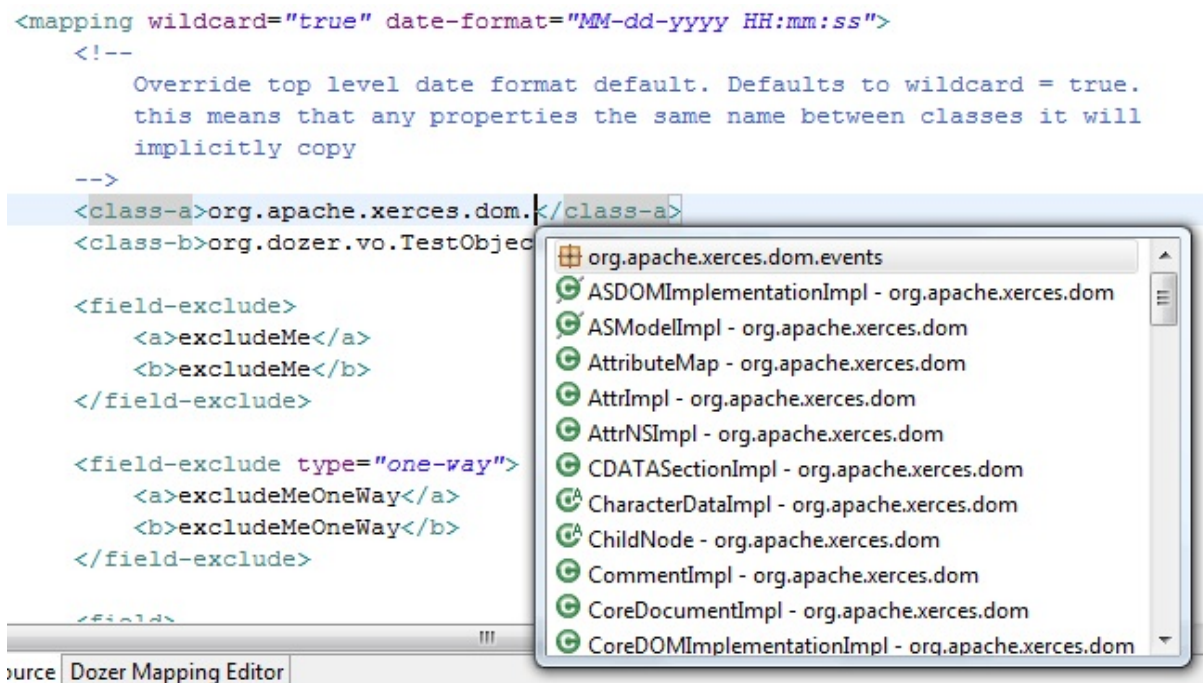 <mapping wildcard="true" date-format="MM-dd-yyyy HH:mm:ss">
<!--
Override top level date format default. Defaults to wildcard = true.
this means that any properties the same name between classes it will
implicitly copy
-->
<class-a>org.apache.xerces.dom.</class-a>
<class-b>org.dozer.vo.TestObjec
<field-exclude>
<a>excludeMe</a>
<b>excludeMe</b>
</field-exclude>
<field-exclude type="one-way">
<a>excludeMeOneWay</a>
<b>excludeMeOneWay</b>
</field-exclude>
<field>
org.apache.xerces.dom.events
ASDOMImplementationImpl - org.apache.xerces.dom
ASModelImpl - org.apache.xerces.dom
AttributeMap - org.apache.xerces.dom
AttrImpl - org.apache.xerces.dom
AttrNSImpl - org.apache.xerces.dom
CDATASectionImpl - org.apache.xerces.dom
CharacterDataImpl - org.apache.xerces.dom
ChildNode - org.apache.xerces.dom
CommentImpl - org.apache.xerces.dom
CoreDocumentImpl - org.apache.xerces.dom
CoreDOMImplementationImpl - org.apache.xerces.dom
ource Dozer Mapping Editor